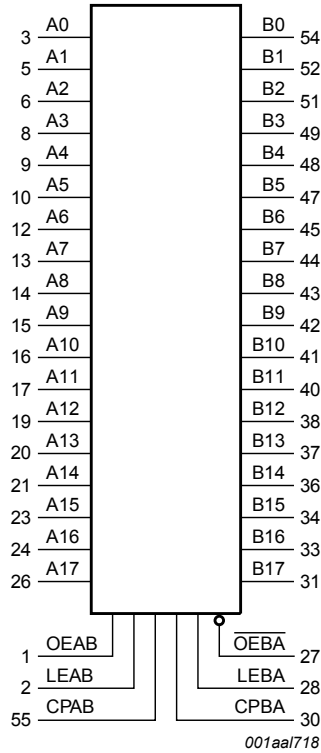 3 A0 B0 54
5 A1 B1 52
6 A2 B2 51
8 A3 B3 49
9 A4 B4 48
10 A5 B5 47
12 A6 B6 45
13 A7 B7 44
14 A8 B8 43
15 A9 B9 42
16 A10 B10 41
17 A11 B11 40
19 A12 B12 38
20 A13 B13 37
21 A14 B14 36
23 A15 B15 34
24 A16 B16 33
26 A17 B17 31
1 OEAB O̅E̅B̅A̅ 27
2 LEAB LEBA 28
55 CPAB CPBA 30
001aal718